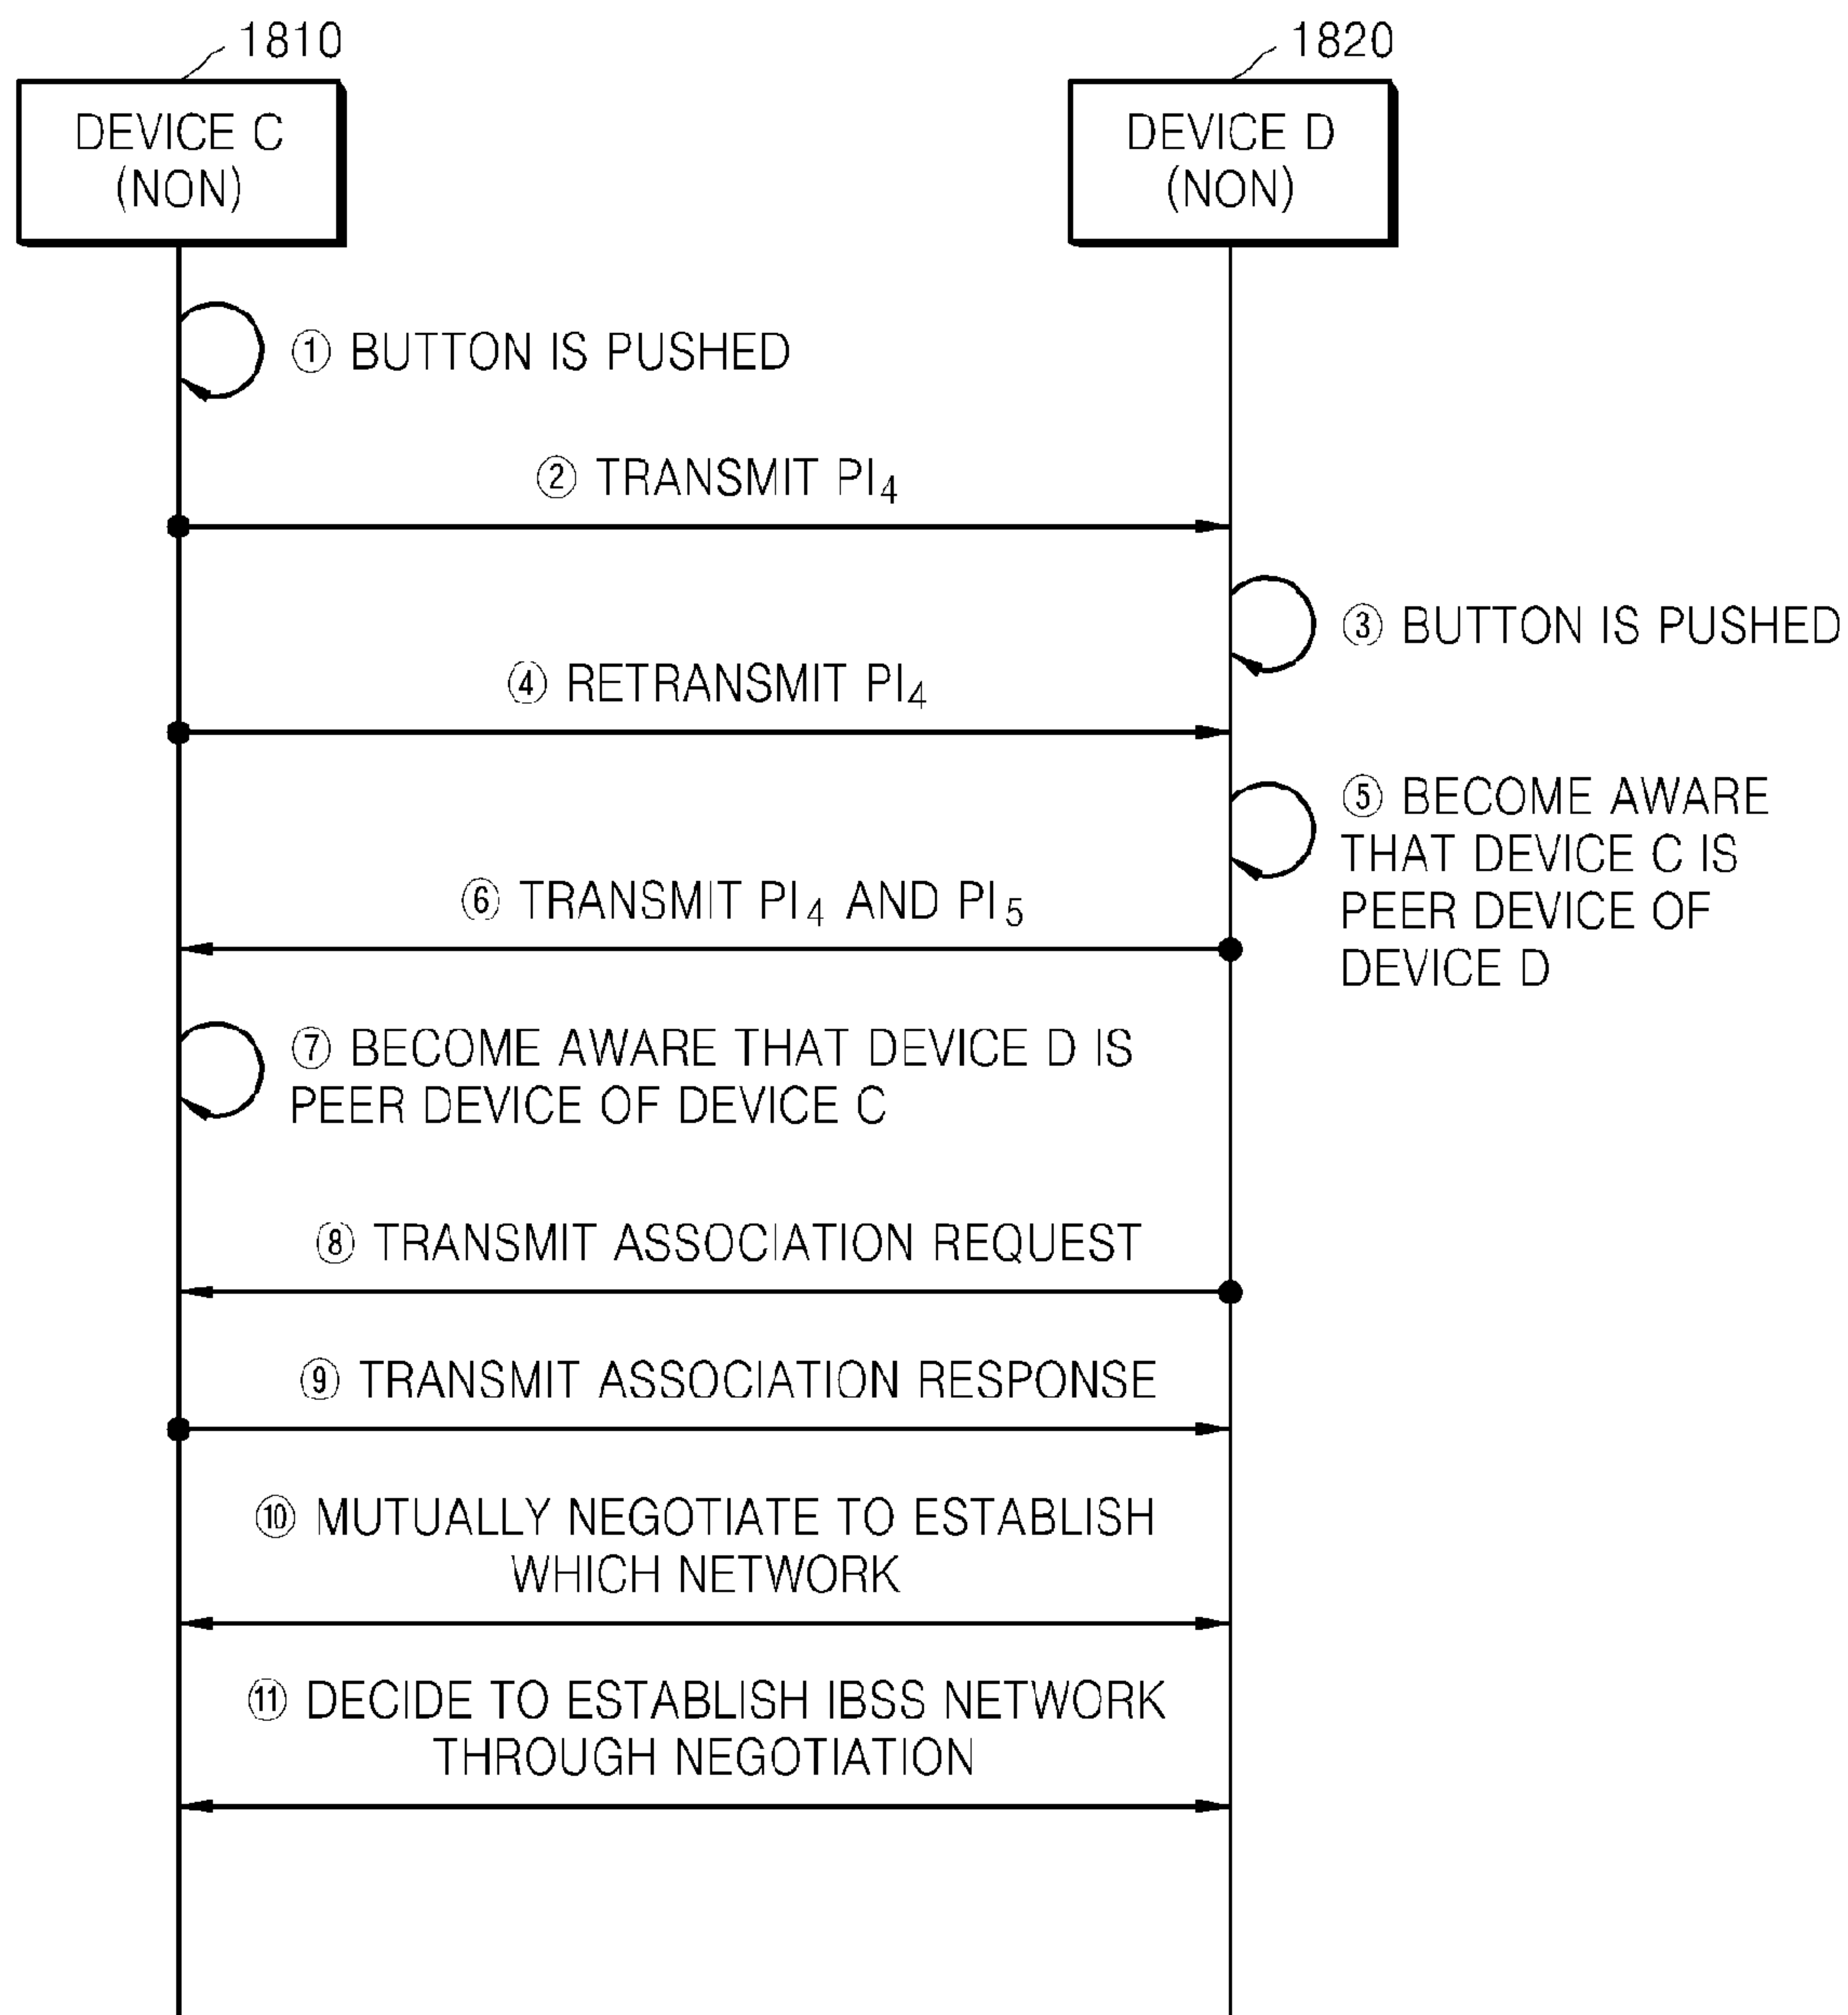 1810
1820
DEVICE C
(NON)
DEVICE D
(NON)
① BUTTON IS PUSHED
② TRANSMIT PI₄
③ BUTTON IS PUSHED
④ RETRANSMIT PI₄
⑤ BECOME AWARE
THAT DEVICE C IS
PEER DEVICE OF
DEVICE D
⑥ TRANSMIT PI₄ AND PI₅
⑦ BECOME AWARE THAT DEVICE D IS
PEER DEVICE OF DEVICE C
⑧ TRANSMIT ASSOCIATION REQUEST
⑨ TRANSMIT ASSOCIATION RESPONSE
⑩ MUTUALLY NEGOTIATE TO ESTABLISH
WHICH NETWORK
⑪ DECIDE TO ESTABLISH IBSS NETWORK
THROUGH NEGOTIATION